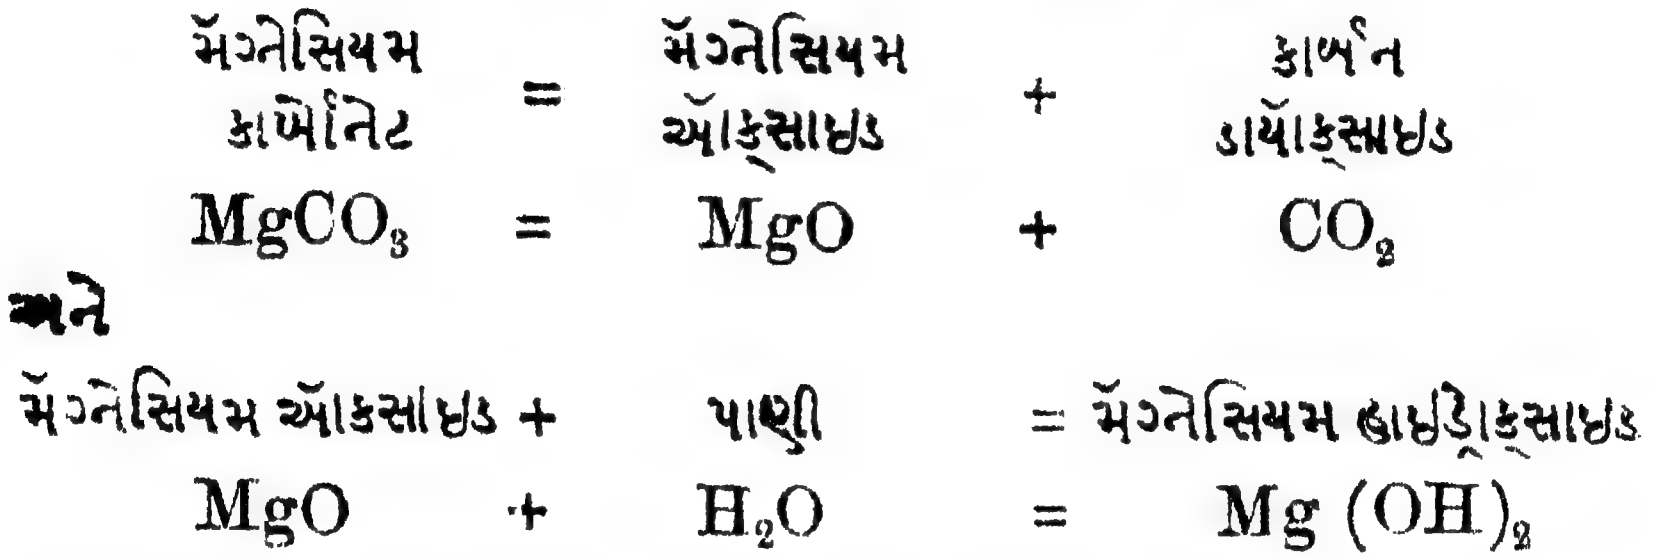 મૅગ્નેસિયમ = મૅગ્નેસિયમ + કાર્બન
કાર્બોનેટ ઑક્સાઇડ ડાયૉક્સાઇડ
MgCO₃ = MgO + CO₂
અને
મૅગ્નેસિયમ ઑકસાઇડ + પાણી = મૅગ્નેસિયમ હાઇડ્રોક્સાઇડ
MgO + H₂O = Mg (OH)₂